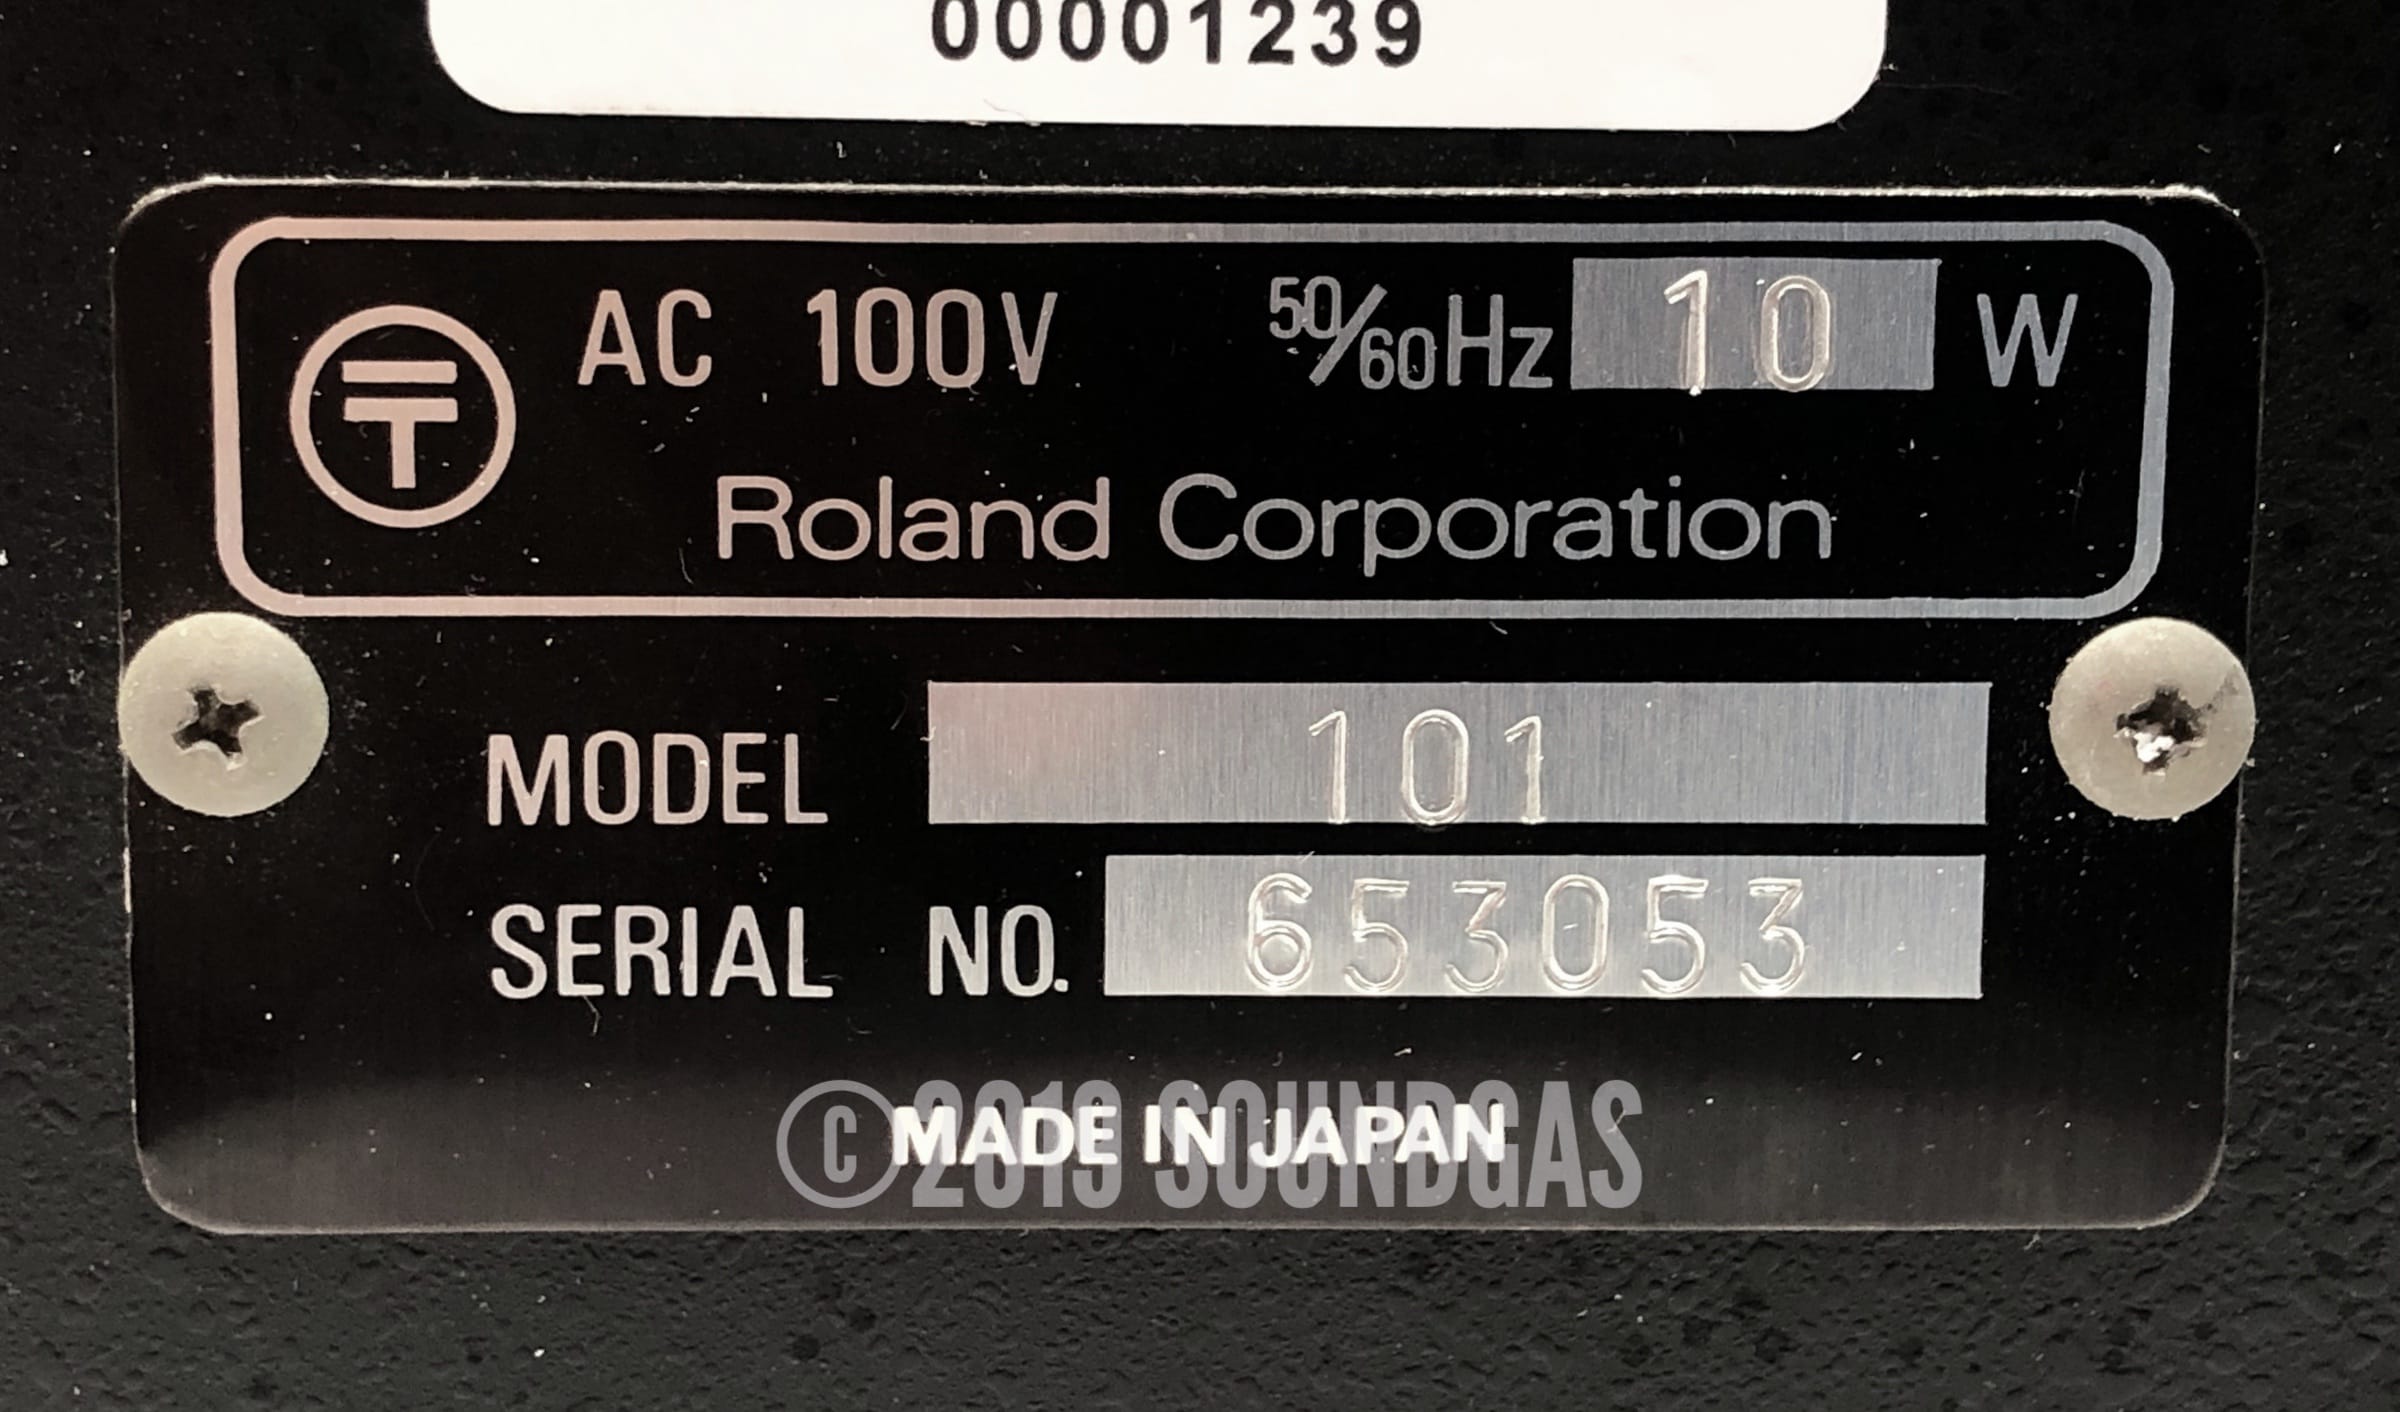 00001239
〒 AC 100V 50/60Hz 10 W
Roland Corporation
MODEL 101
SERIAL NO. 653053
MADE IN JAPAN
©2019 SOUNDGAS